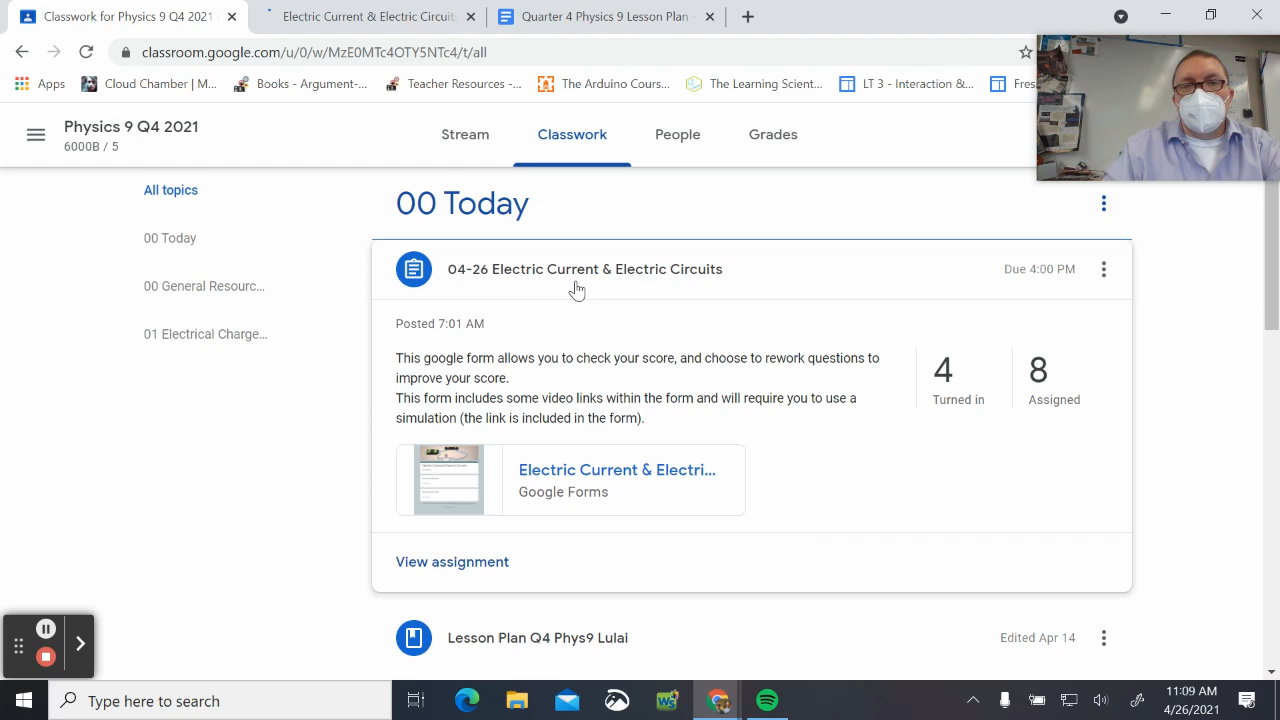 Classwork for Physics 9 Q4 2021
Electric Current & Electric Circuit
Quarter 4 Physics 9 Lesson Plan -
Apps
Cloud Chamber | M...
Books - Argument-...
Teacher Resources -...
The Arduino Cours...
The Learning Scient...
LT 3 - Interaction &...
Physics 9 Q4 2021
6000B / 5
Stream
Classwork
People
Grades
All topics
00 Today
00 General Resourc...
01 Electrical Charge...
00 Today
04-26 Electric Current & Electric Circuits
Due 4:00 PM
Posted 7:01 AM
This google form allows you to check your score, and choose to rework questions to
improve your score.
This form includes some video links within the form and will require you to use a
simulation (the link is included in the form).
4
Turned in
8
Assigned
Electric Current & Electri...
Google Forms
View assignment
Lesson Plan Q4 Phys9 Lulai
Edited Apr 14
Type here to search
11:09 AM
4/26/2021